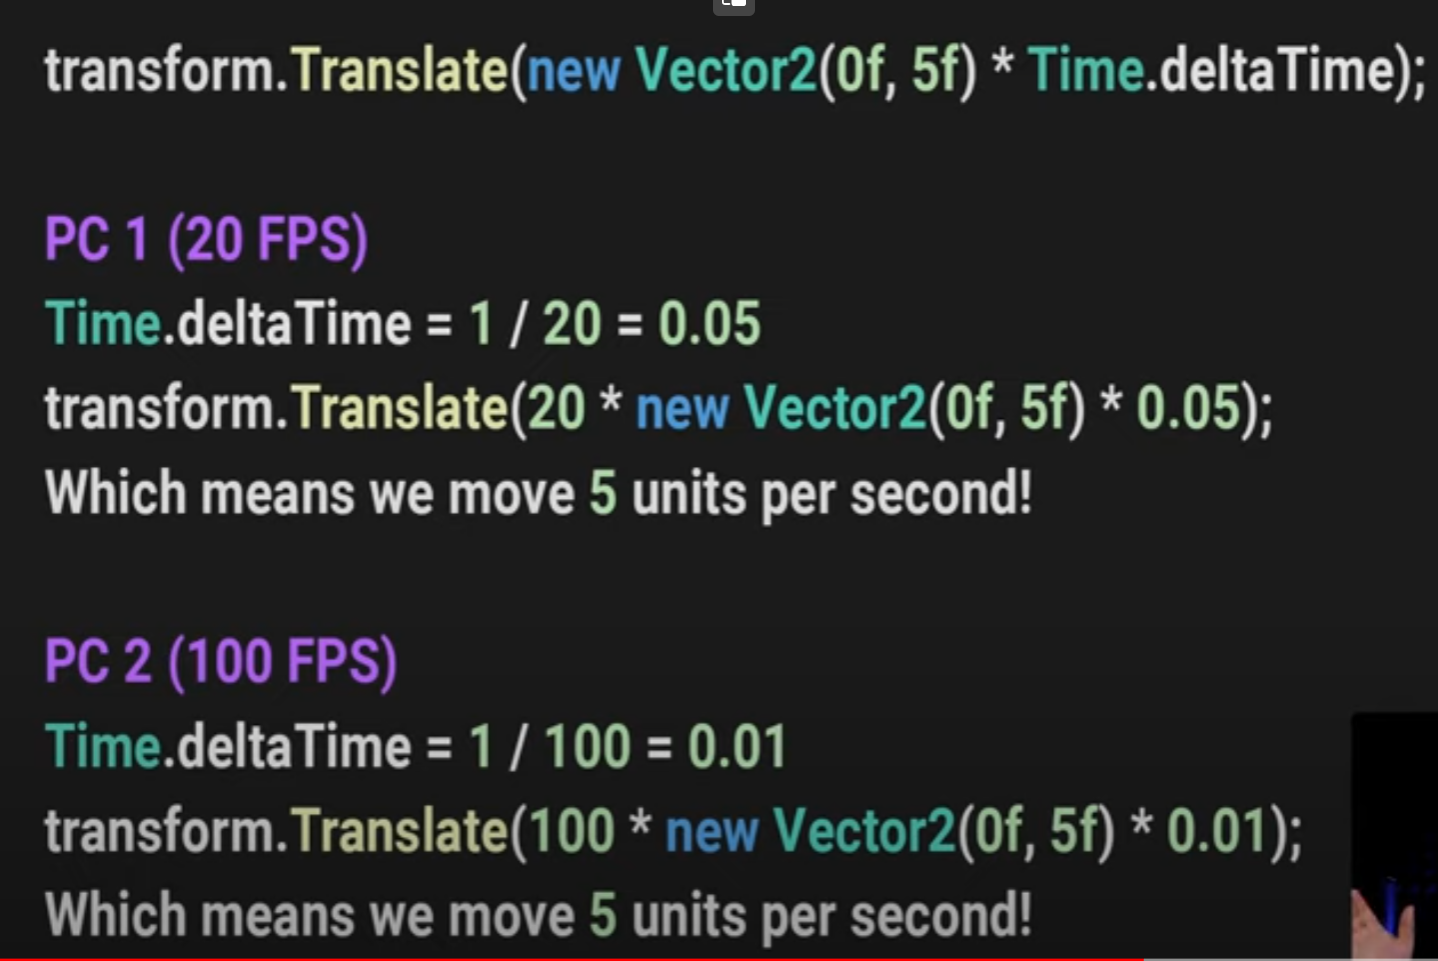 transform.Translate(new Vector2(0f, 5f) * Time.deltaTime);
PC 1 (20 FPS)
Time.deltaTime = 1 / 20 = 0.05
transform.Translate(20 * new Vector2(0f, 5f) * 0.05);
Which means we move 5 units per second!
PC 2 (100 FPS)
Time.deltaTime = 1 / 100 = 0.01
transform.Translate(100 * new Vector2(0f, 5f) * 0.01);
Which means we move 5 units per second!